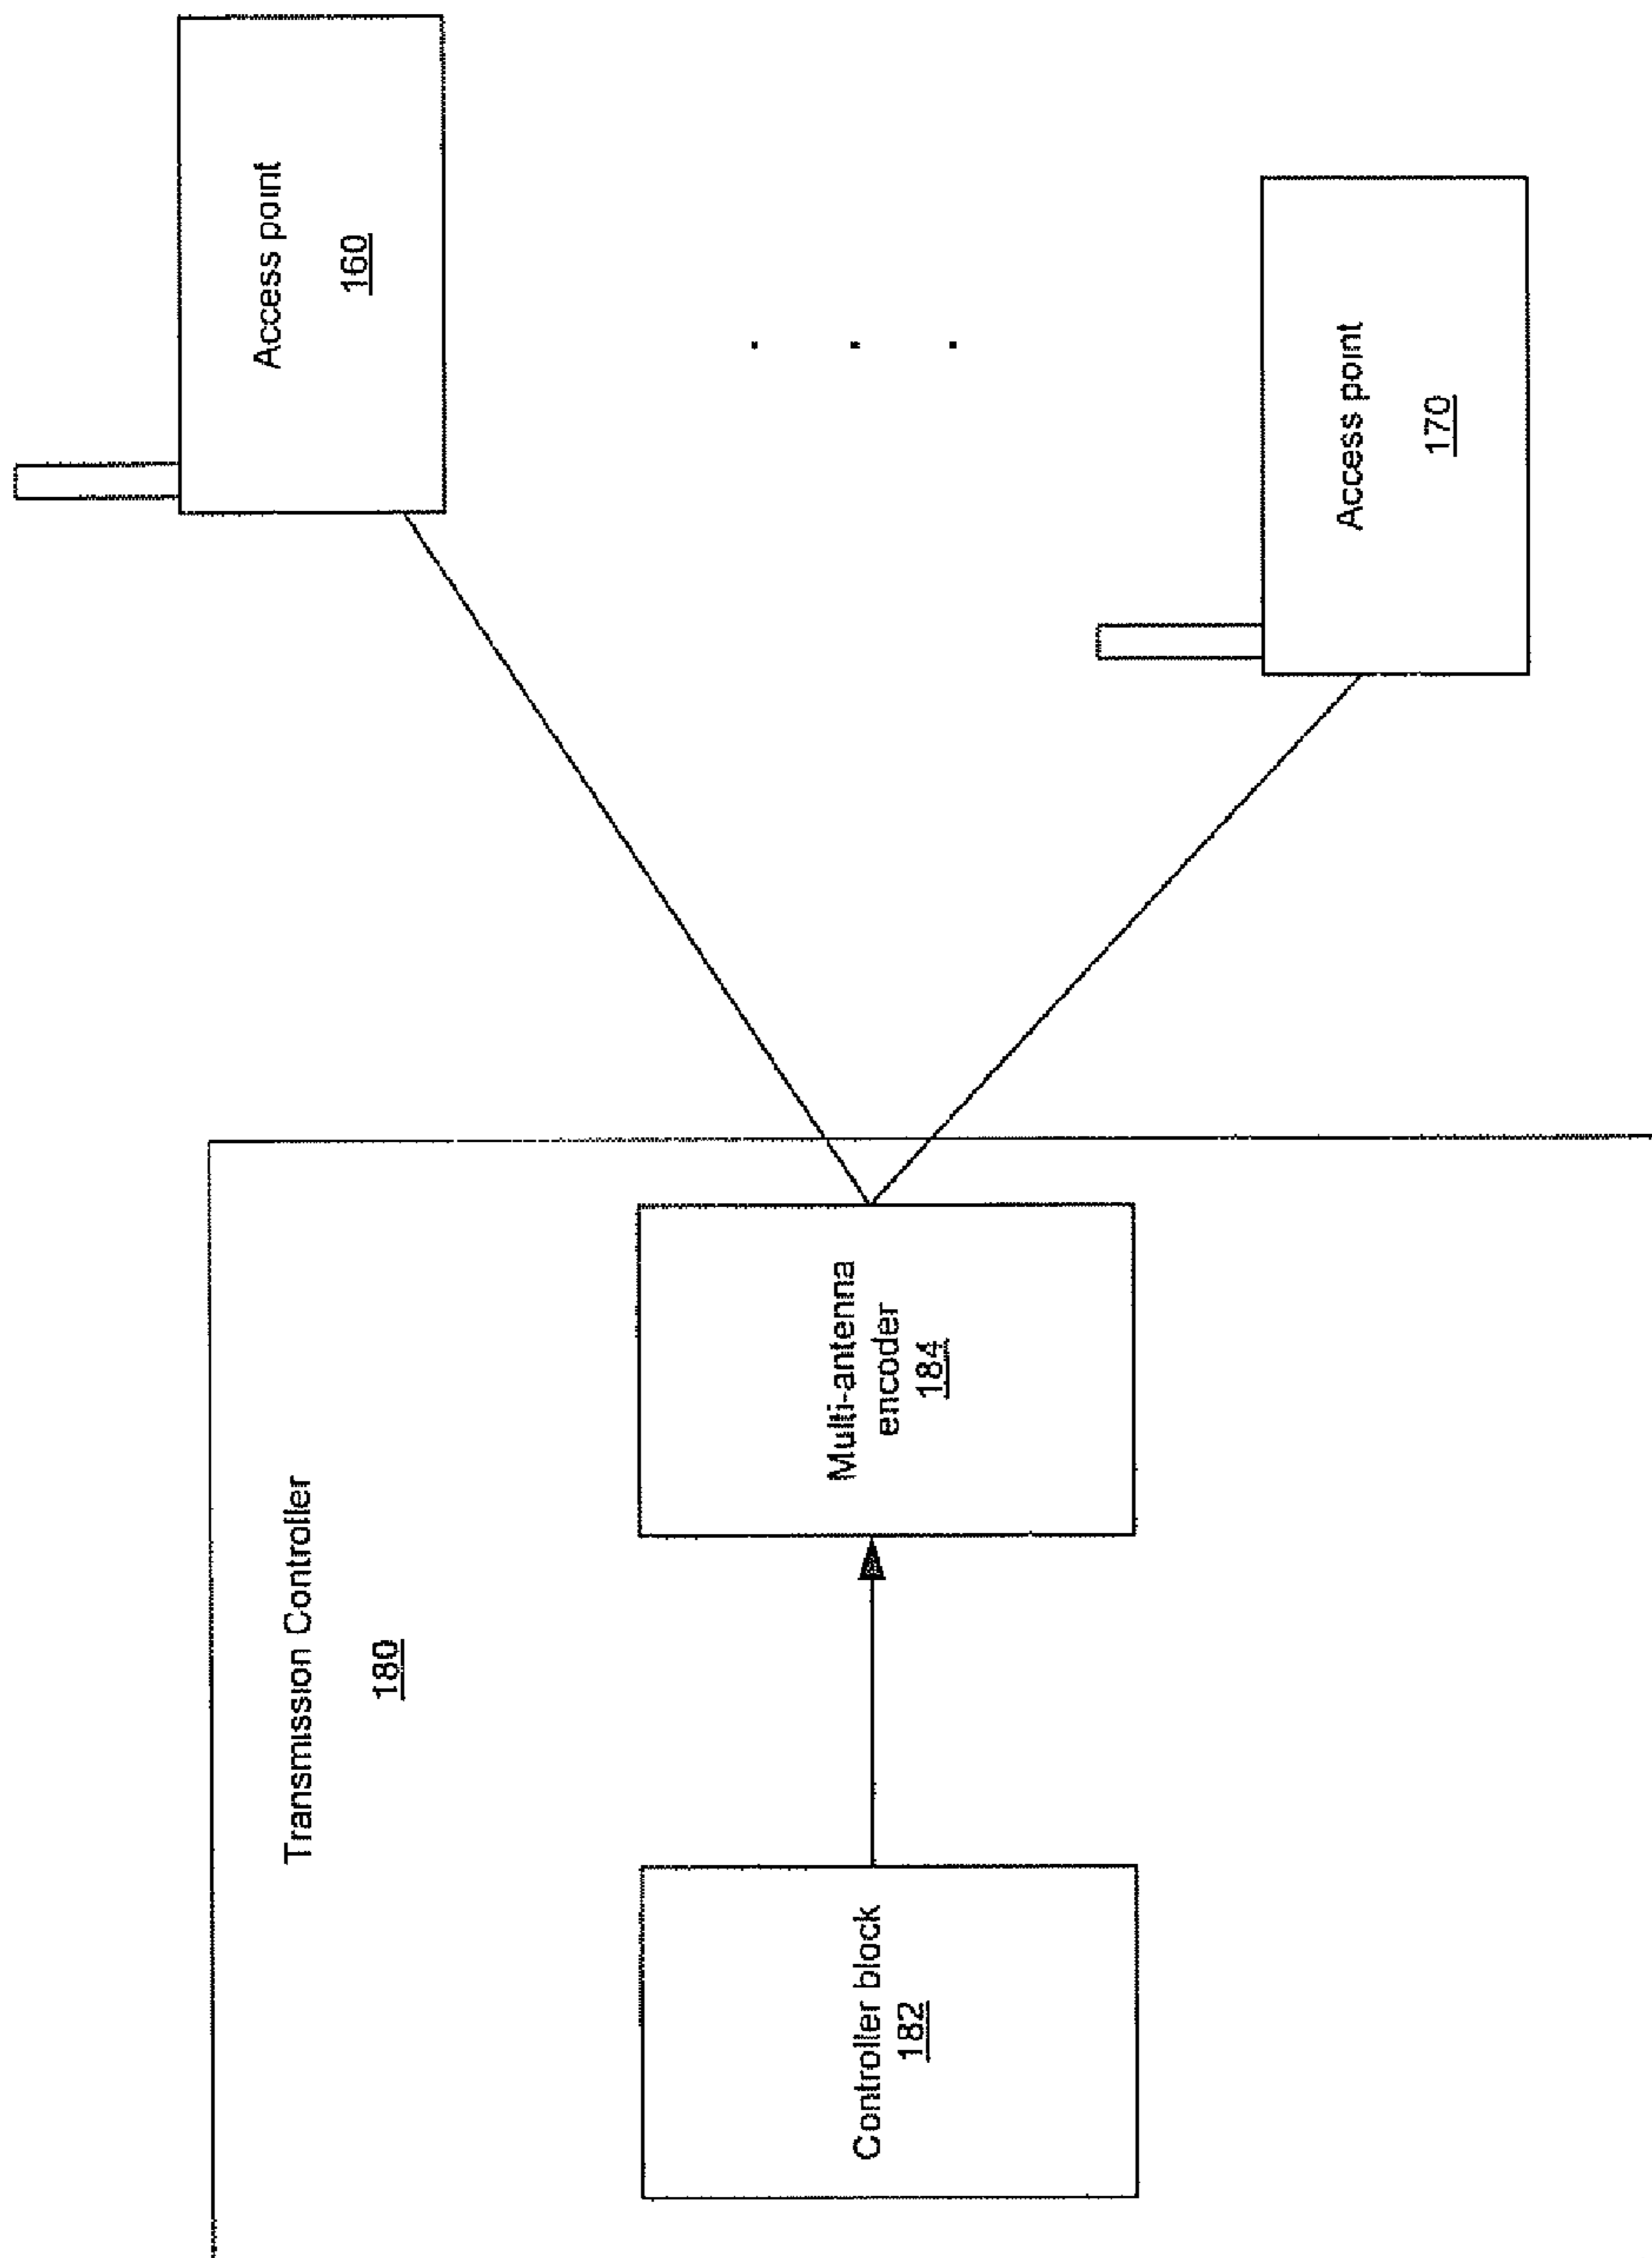 Transmission Controller
180
Controller block
182
Multi-antenna
encoder
184
Access point
160
Access point
170